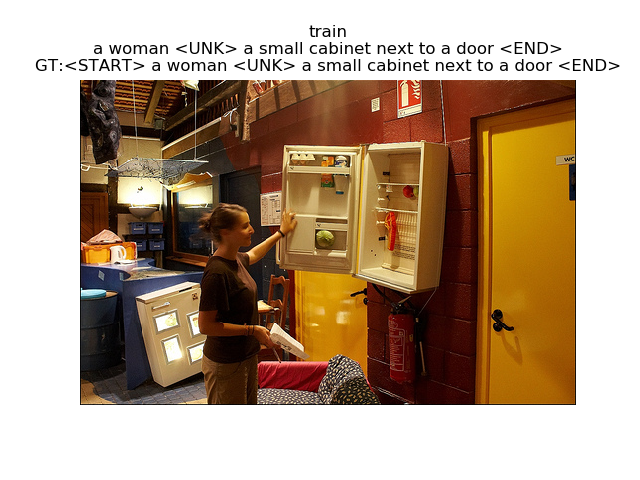 train
a woman <UNK> a small cabinet next to a door <END>
GT:<START> a woman <UNK> a small cabinet next to a door <END>
WC